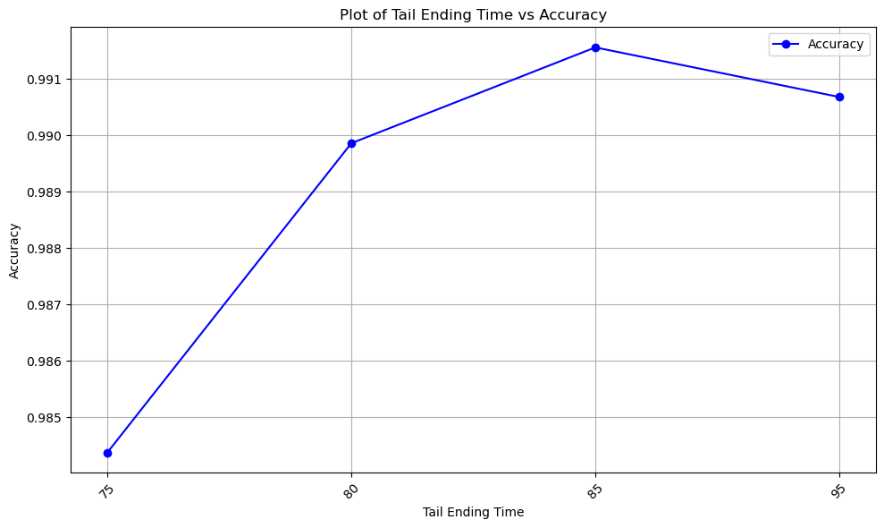 Plot of Tail Ending Time vs Accuracy
Accuracy
0.991
0.990
0.989
0.988
0.987
0.986
0.985
Accuracy
75
80
85
95
Tail Ending Time